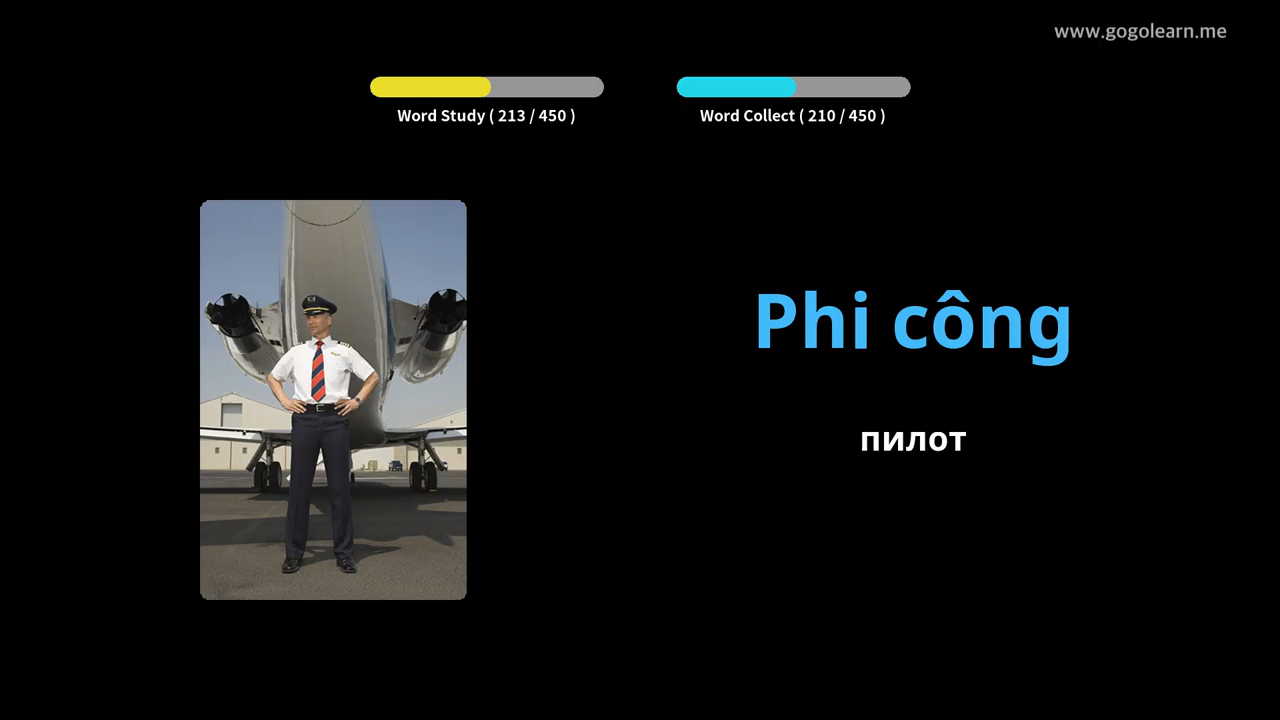 www.gogolearn.me
Word Study ( 213 / 450 )
Word Collect ( 210 / 450 )
Phi công
пилот